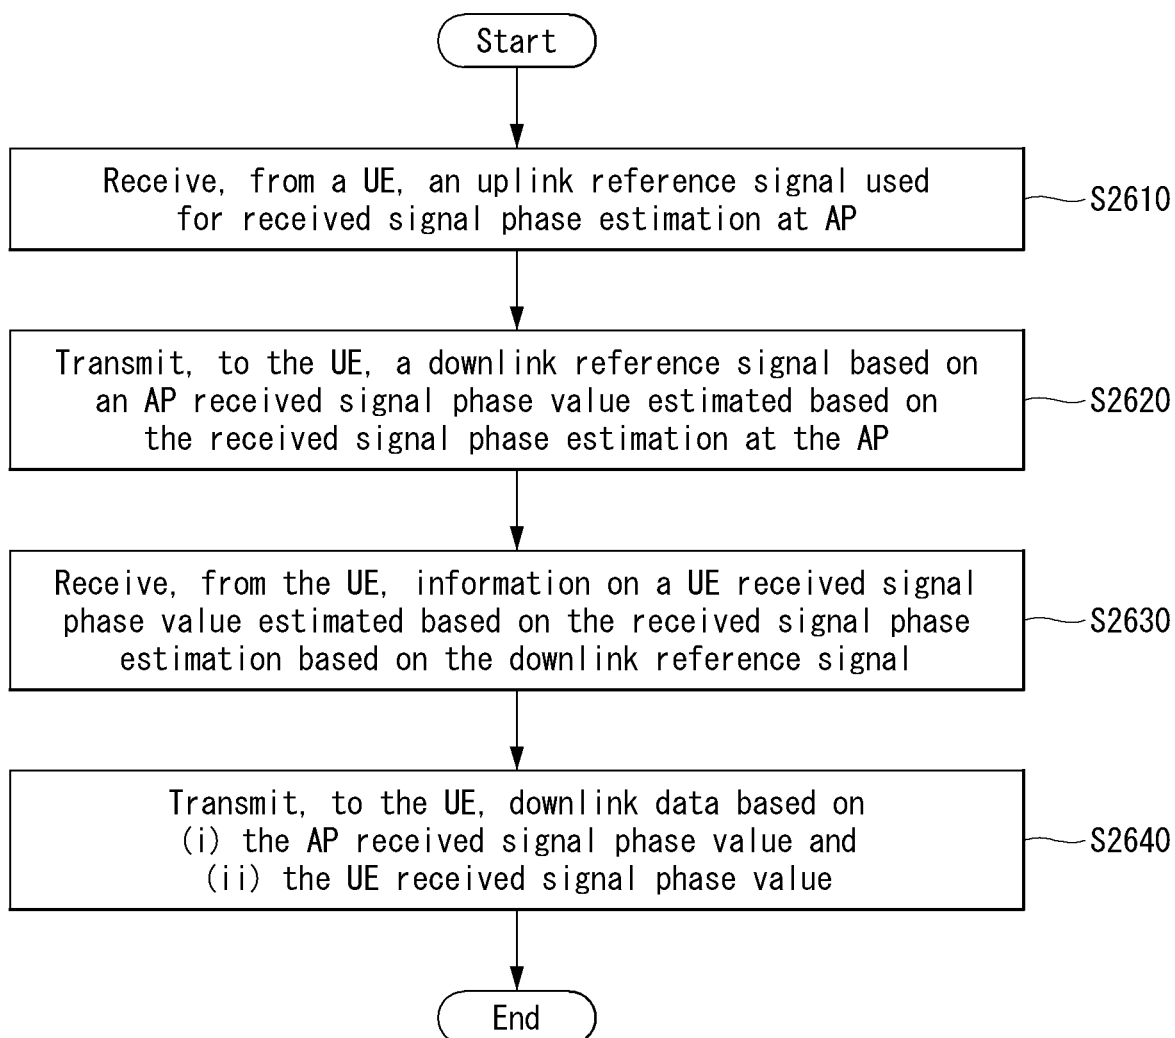 Start
Receive, from a UE, an uplink reference signal used
for received signal phase estimation at AP
S2610
Transmit, to the UE, a downlink reference signal based on
an AP received signal phase value estimated based on
the received signal phase estimation at the AP
S2620
Receive, from the UE, information on a UE received signal
phase value estimated based on the received signal phase
estimation based on the downlink reference signal
S2630
Transmit, to the UE, downlink data based on
(i) the AP received signal phase value and
(ii) the UE received signal phase value
S2640
End